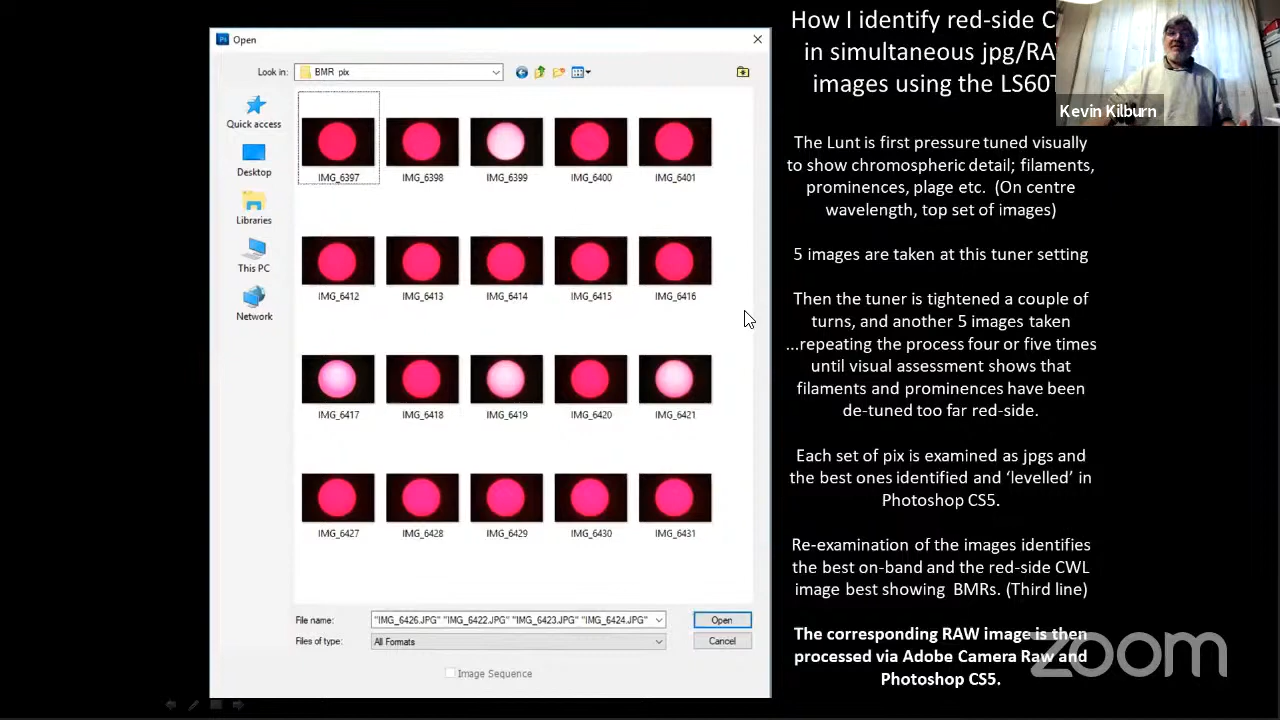 Open
Look in:
BMR pix
Quick access
Desktop
Libraries
This PC
Network
IMG_6397
IMG_6398
IMG_6399
IMG_6400
IMG_6401
IMG_6412
IMG_6413
IMG_6414
IMG_6415
IMG_6416
IMG_6417
IMG_6418
IMG_6419
IMG_6420
IMG_6421
IMG_6427
IMG_6428
IMG_6429
IMG_6430
IMG_6431
File name:
"IMG_6426.JPG" "IMG_6422.JPG" "IMG_6423.JPG" "IMG_6424.JPG"
Open
Files of type:
All Formats
Cancel
Image Sequence
How I identify red-side
in simultaneous jpg/RA
images using the LS60
Kevin Kilburn
The Lunt is first pressure tuned visually
to show chromospheric detail; filaments,
prominences, plage etc. (On centre
wavelength, top set of images)
5 images are taken at this tuner setting
Then the tuner is tightened a couple of
turns, and another 5 images taken
...repeating the process four or five times
until visual assessment shows that
filaments and prominences have been
de-tuned too far red-side.
Each set of pix is examined as jpgs and
the best ones identified and ‘levelled’ in
Photoshop CS5.
Re-examination of the images identifies
the best on-band and the red-side CWL
image best showing BMRs. (Third line)
The corresponding RAW image is then
processed via Adobe Camera Raw and
Photoshop CS5.
zoom